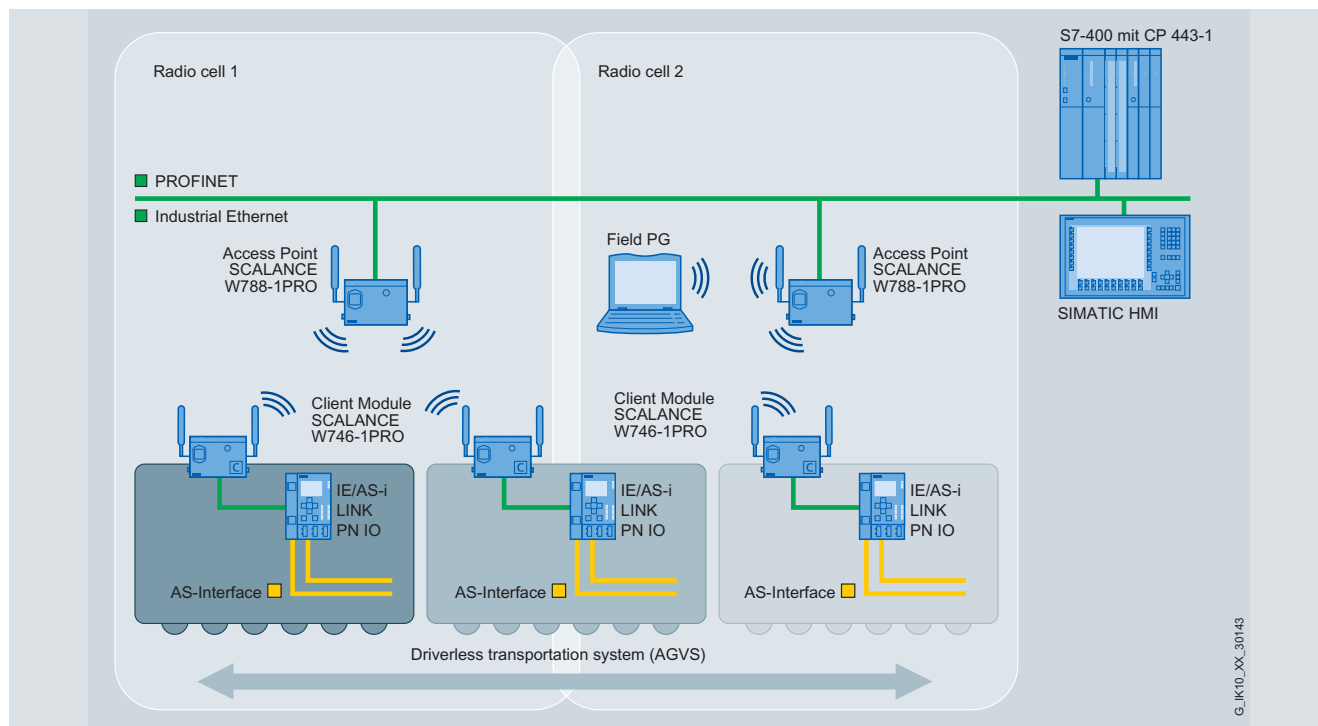 S7-400 mit CP 443-1
Radio cell 1
Radio cell 2
PROFINET
Industrial Ethernet
Access Point
SCALANCE
W788-1PRO
Field PG
Access Point
SCALANCE
W788-1PRO
SIMATIC HMI
Client Module
SCALANCE
W746-1PRO
Client Module
SCALANCE
W746-1PRO
IE/AS-i
LINK
PN IO
AS-Interface
IE/AS-i
LINK
PN IO
AS-Interface
IE/AS-i
LINK
PN IO
AS-Interface
Driverless transportation system (AGVS)
G_IK10_XX_30143